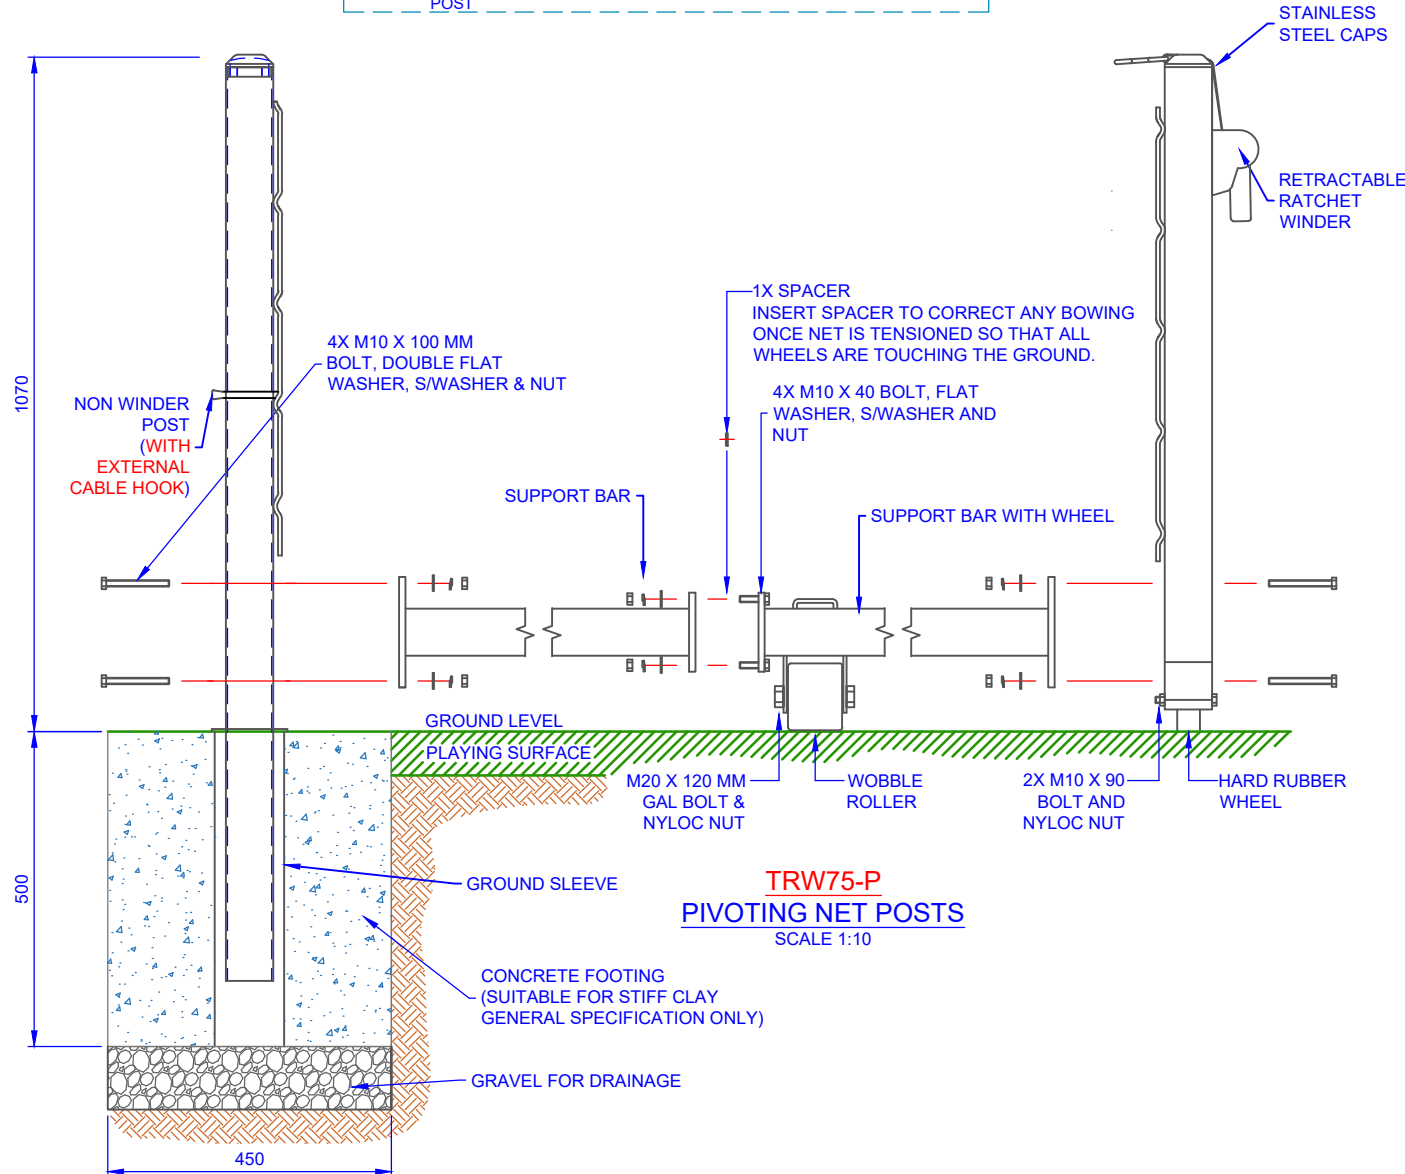 POST
STAINLESS
STEEL CAPS
RETRACTABLE
RATCHET
WINDER
1X SPACER
INSERT SPACER TO CORRECT ANY BOWING
ONCE NET IS TENSIONED SO THAT ALL
WHEELS ARE TOUCHING THE GROUND.
4X M10 X 100 MM
BOLT, DOUBLE FLAT
WASHER, S/WASHER & NUT
4X M10 X 40 BOLT, FLAT
WASHER, S/WASHER AND
NUT
1070
NON WINDER
POST
(WITH
EXTERNAL
CABLE HOOK)
SUPPORT BAR
SUPPORT BAR WITH WHEEL
GROUND LEVEL
PLAYING SURFACE
M20 X 120 MM
GAL BOLT &
NYLOC NUT
WOBBLE
ROLLER
2X M10 X 90
BOLT AND
NYLOC NUT
HARD RUBBER
WHEEL
500
GROUND SLEEVE
TRW75-P
PIVOTING NET POSTS
SCALE 1:10
CONCRETE FOOTING
(SUITABLE FOR STIFF CLAY
GENERAL SPECIFICATION ONLY)
GRAVEL FOR DRAINAGE
450